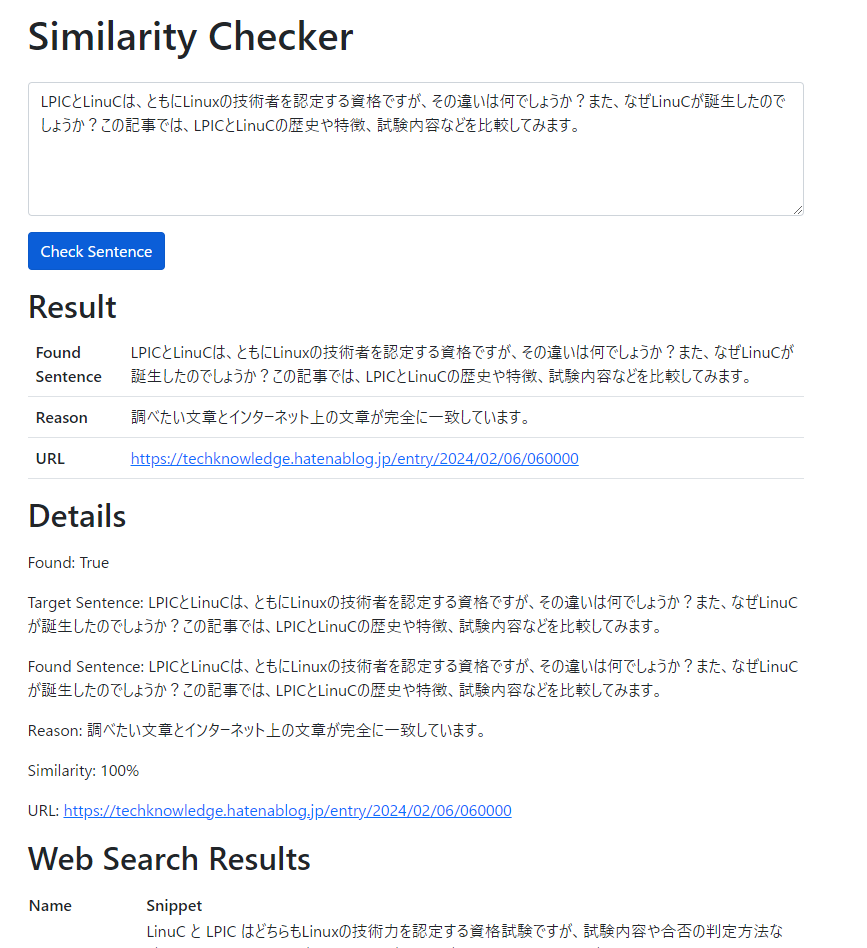 Similarity Checker
LPICとLinuCは、ともにLinuxの技術者を認定する資格ですが、その違いは何でしょうか？また、なぜLinuCが誕生したので
しょうか？この記事では、LPICとLinuCの歴史や特徴、試験内容などを比較してみます。
Check Sentence
Result
Found
Sentence
LPICとLinuCは、ともにLinuxの技術者を認定する資格ですが、その違いは何でしょうか？また、なぜLinuCが
誕生したのでしょうか？この記事では、LPICとLinuCの歴史や特徴、試験内容などを比較してみます。
Reason 調べたい文章とインターネット上の文章が完全に一致しています。
URL https://techknowledge.hatenablog.jp/entry/2024/02/06/060000
Details
Found: True
Target Sentence: LPICとLinuCは、ともにLinuxの技術者を認定する資格ですが、その違いは何でしょうか？また、なぜLinuC
が誕生したのでしょうか？この記事では、LPICとLinuCの歴史や特徴、試験内容などを比較してみます。
Found Sentence: LPICとLinuCは、ともにLinuxの技術者を認定する資格ですが、その違いは何でしょうか？また、なぜLinuC
が誕生したのでしょうか？この記事では、LPICとLinuCの歴史や特徴、試験内容などを比較してみます。
Reason: 調べたい文章とインターネット上の文章が完全に一致しています。
Similarity: 100%
URL: https://techknowledge.hatenablog.jp/entry/2024/02/06/060000
Web Search Results
Name Snippet
LinuC と LPIC はどちらもLinuxの技術力を認定する資格試験ですが、試験内容や合否の判定方法な